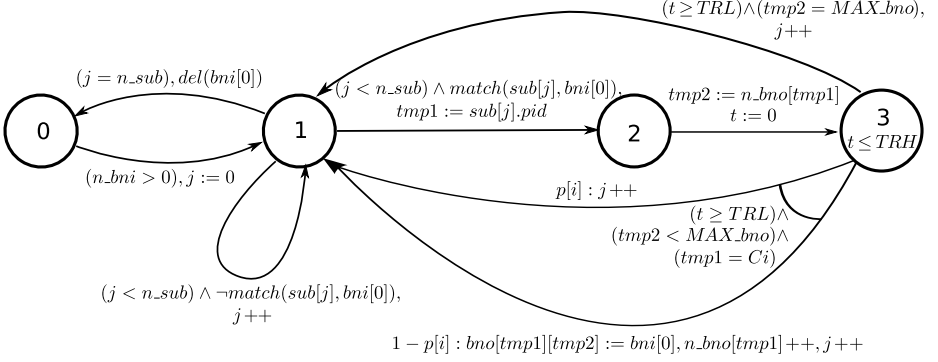 (t ≥ TRL)∧(tmp2 = MAX_bno),
j++
(j = n_sub), del(bni[0])
(j < n_sub) ∧ match(sub[j], bni[0]),
tmp1 := sub[j].pid
tmp2 := n_bno[tmp1]
t := 0
0
1
2
3
t ≤ TRH
(n_bni > 0), j := 0
p[i] : j++
(t ≥ TRL)∧
(tmp2 < MAX_bno)∧
(tmp1 = Ci)
(j < n_sub) ∧ ¬match(sub[j], bni[0]),
j++
1 − p[i] : bno[tmp1][tmp2] := bni[0], n_bno[tmp1]++, j++